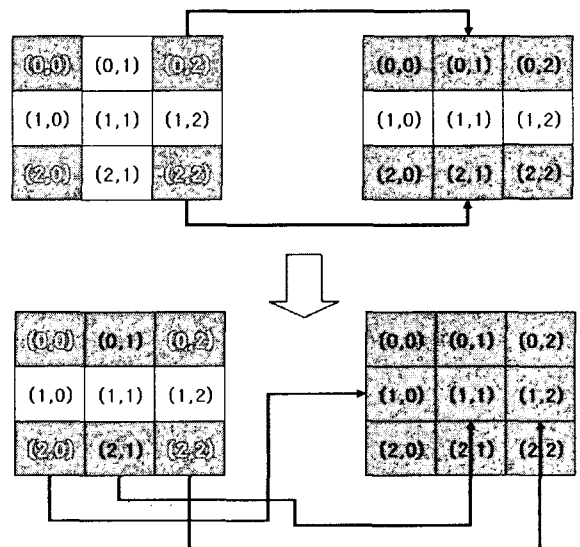 (0,0) (0,1) (0,2) (0,0) (0,1) (0,2)
(1,0) (1,1) (1,2) (1,0) (1,1) (1,2)
(2,0) (2,1) (2,2) (2,0) (2,1) (2,2)
(0,0) (0,1) (0,2) (0,0) (0,1) (0,2)
(1,0) (1,1) (1,2) (1,0) (1,1) (1,2)
(2,0) (2,1) (2,2) (2,0) (2,1) (2,2)